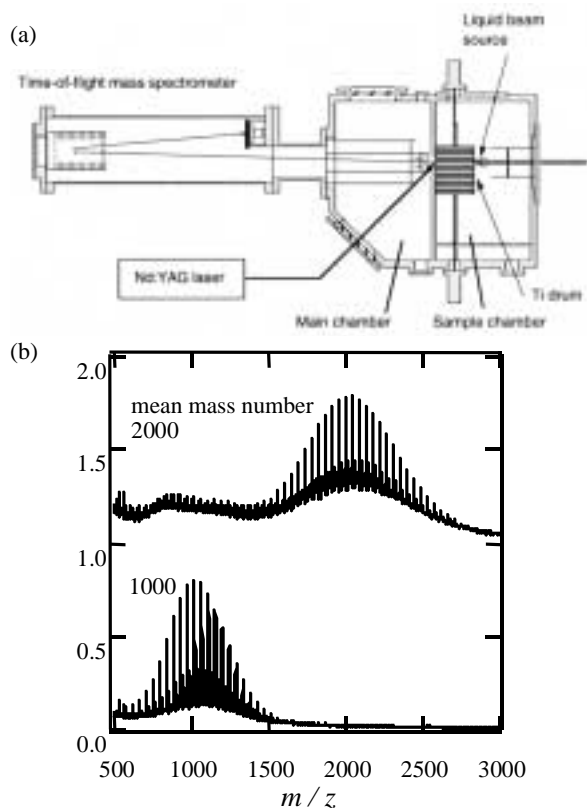 (a)
Liquid beam
source
Time-of-flight mass spectrometer
Nd:YAG laser
Ti drum
Main chamber
Sample chamber
(b)
2.0
mean mass number
2000
1.5
1.0
1000
0.5
0.0
500 1000 1500 2000 2500 3000
m / z